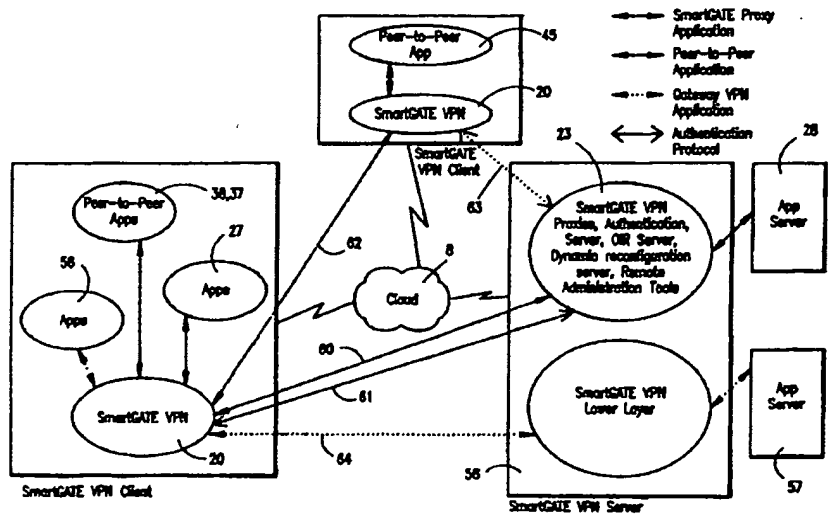 Peer-to-Peer
App
45
SmartGATE VPN
20
SmartGATE
VPN Client
SmartGATE Proxy
Application
Peer-to-Peer
Application
Gateway VPN
Application
Authentication
Protocol
Peer-to-Peer
Apps
36,37
27
56
Apps
Apps
SmartGATE VPN
20
SmartGATE VPN Client
62
63
8
Cloud
60
61
64
23
SmartGATE VPN
Proxies, Authentication,
Server, OIR Server,
Dynamic reconfiguration
server, Remote
Administration Tools
SmartGATE VPN
Lower Layer
56
SmartGATE VPN Server
28
App
Server
App
Server
57